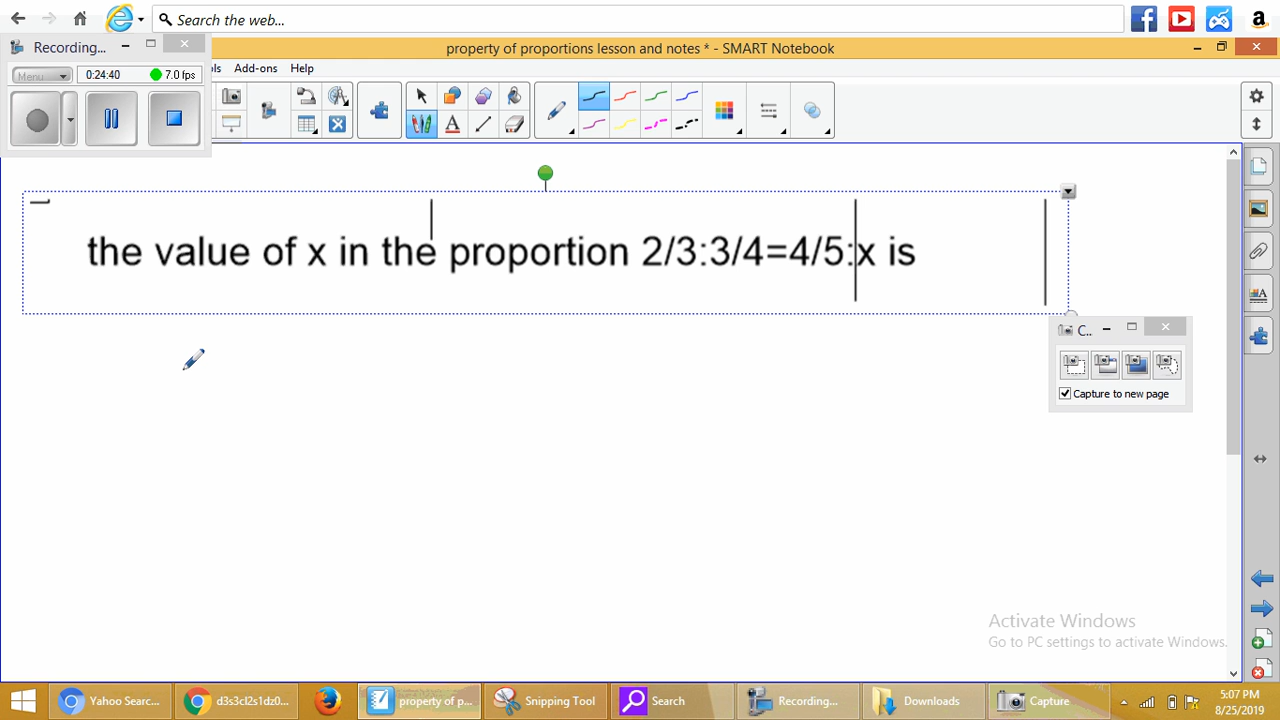 Search the web...
Recording...
property of proportions lesson and notes * - SMART Notebook
Menu
0:24:40
7.0 fps
ols
Add-ons
Help
the value of x in the proportion 2/3:3/4=4/5:x is
C..
Capture to new page
Activate Windows
Go to PC settings to activate Windows.
Yahoo Searc...
d3s3cl2s1dz0...
property of p...
Snipping Tool
Search
Recording...
Downloads
Capture
5:07 PM
8/25/2019